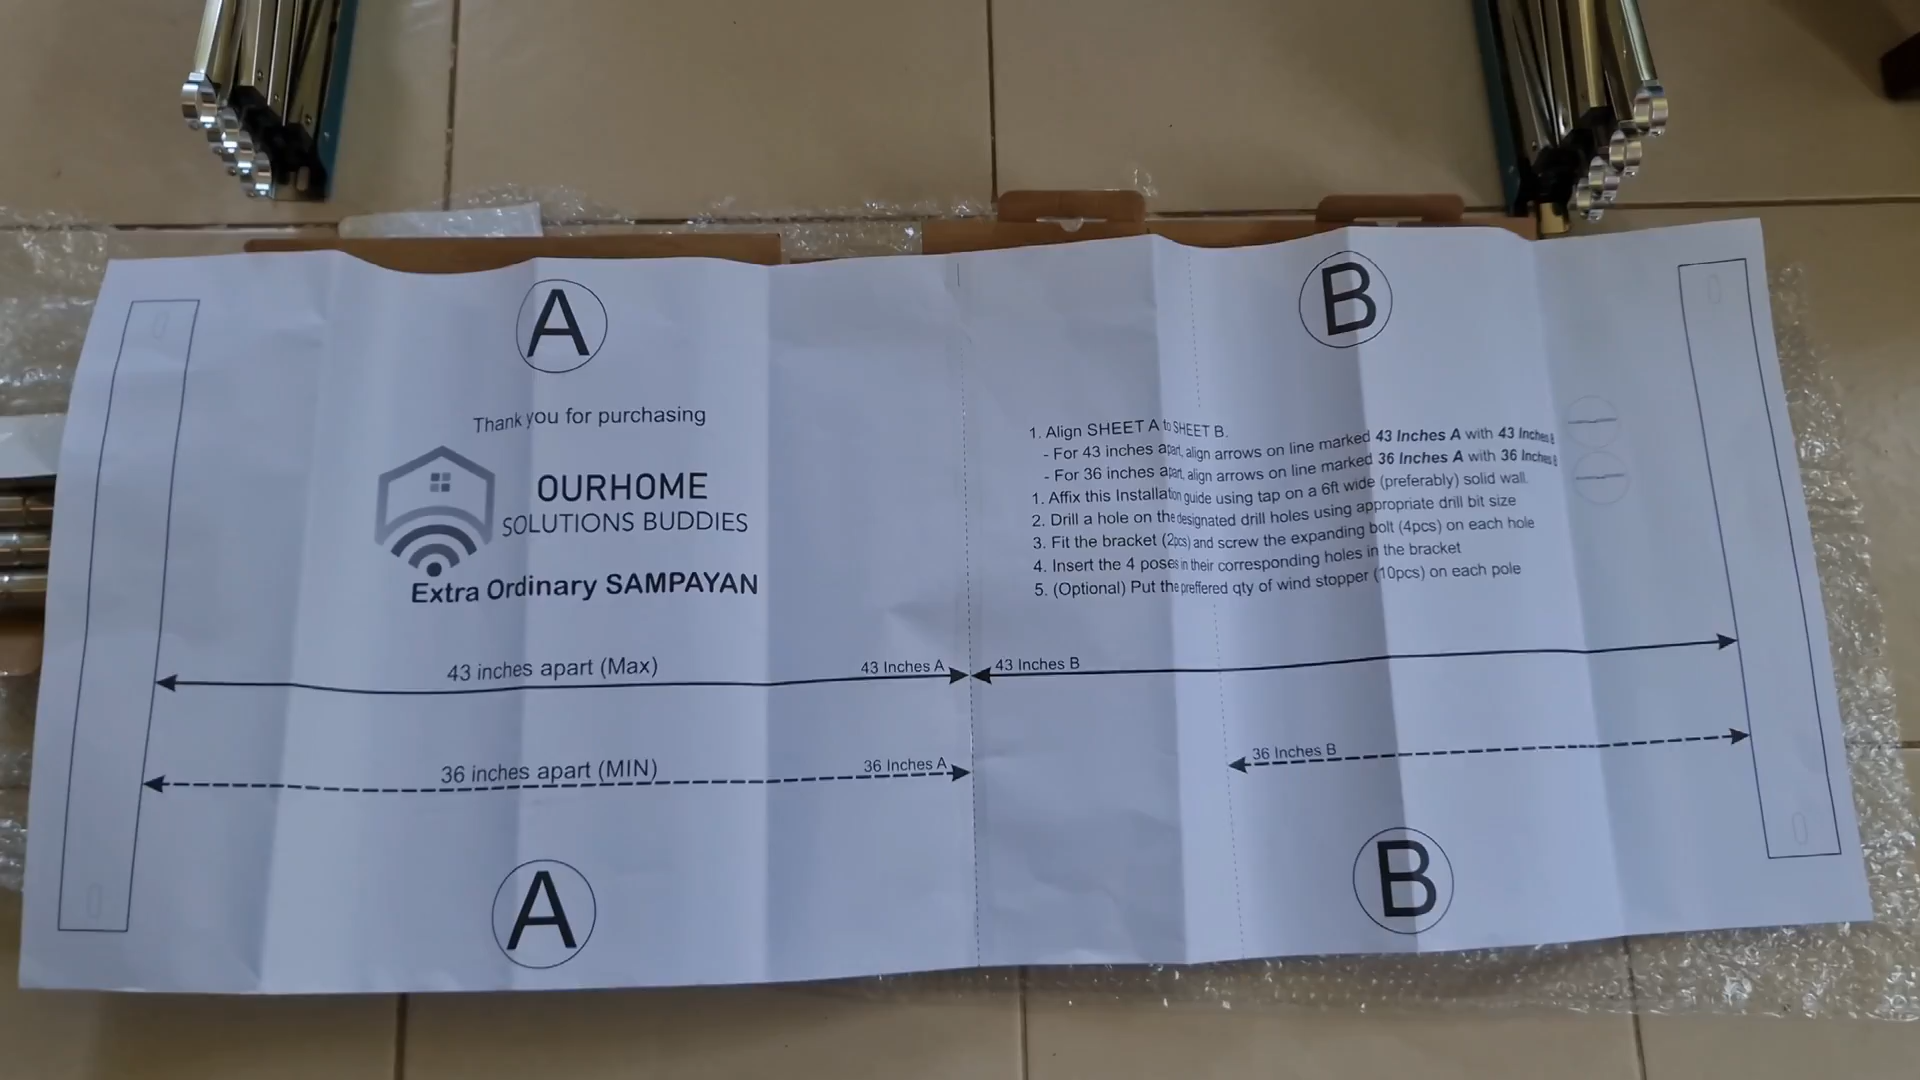 A
Thank you for purchasing
OURHOME
SOLUTIONS BUDDIES
Extra Ordinary SAMPAYAN
43 inches apart (Max)
43 Inches A
36 inches apart (MIN)
36 Inches A
A
B
1. Align SHEET A to SHEET B.
- For 43 inches apart, align arrows on line marked 43 Inches A with 43 Inches B
- For 36 inches apart, align arrows on line marked 36 Inches A with 36 Inches B
1. Affix this Installation guide using tap on a 6ft wide (preferably) solid wall.
2. Drill a hole on the designated drill holes using appropriate drill bit size
3. Fit the bracket (2pcs) and screw the expanding bolt (4pcs) on each hole
4. Insert the 4 poses in their corresponding holes in the bracket
5. (Optional) Put the preffered qty of wind stopper (10pcs) on each pole
43 Inches B
36 Inches B
B